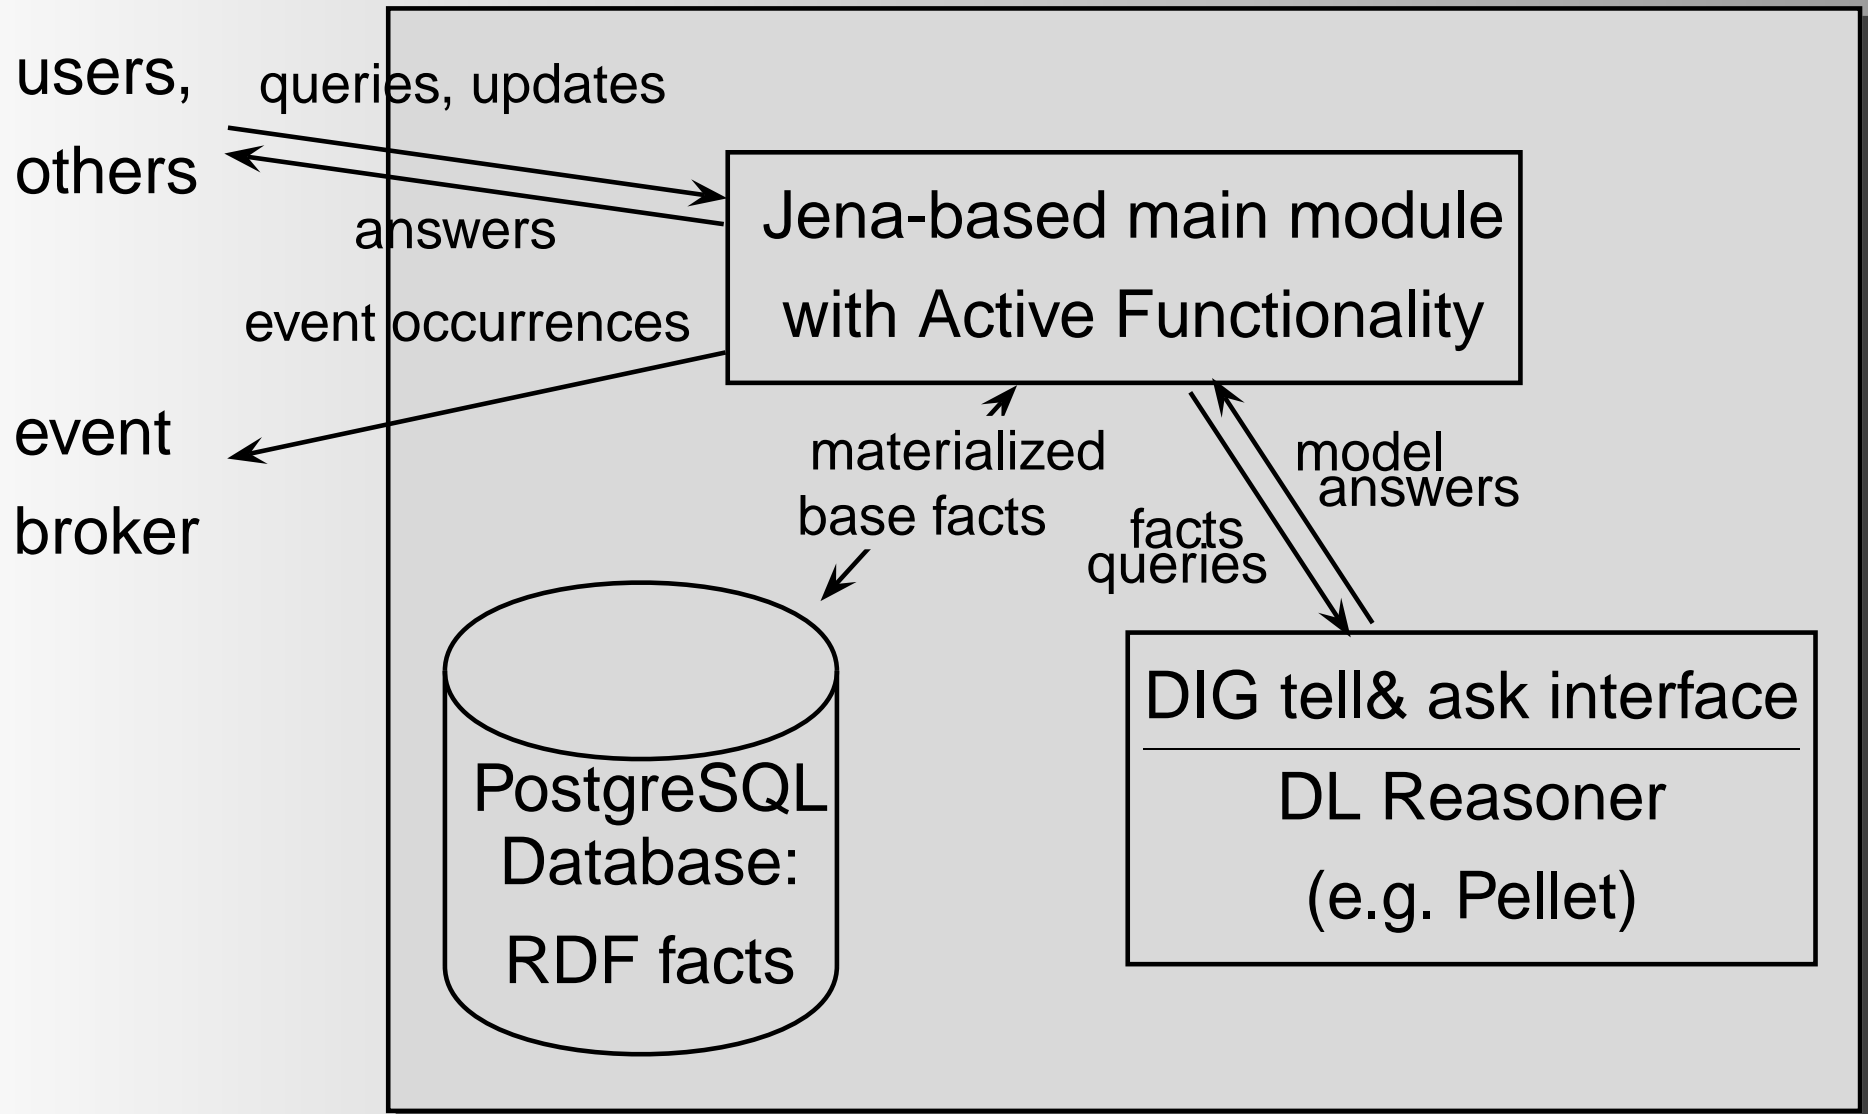 users,
others
queries, updates
answers
event occurrences
event
broker
Jena-based main module
with Active Functionality
materialized
base facts
model
answers
facts
queries
PostgreSQL
Database:
RDF facts
DIG tell& ask interface
DL Reasoner
(e.g. Pellet)